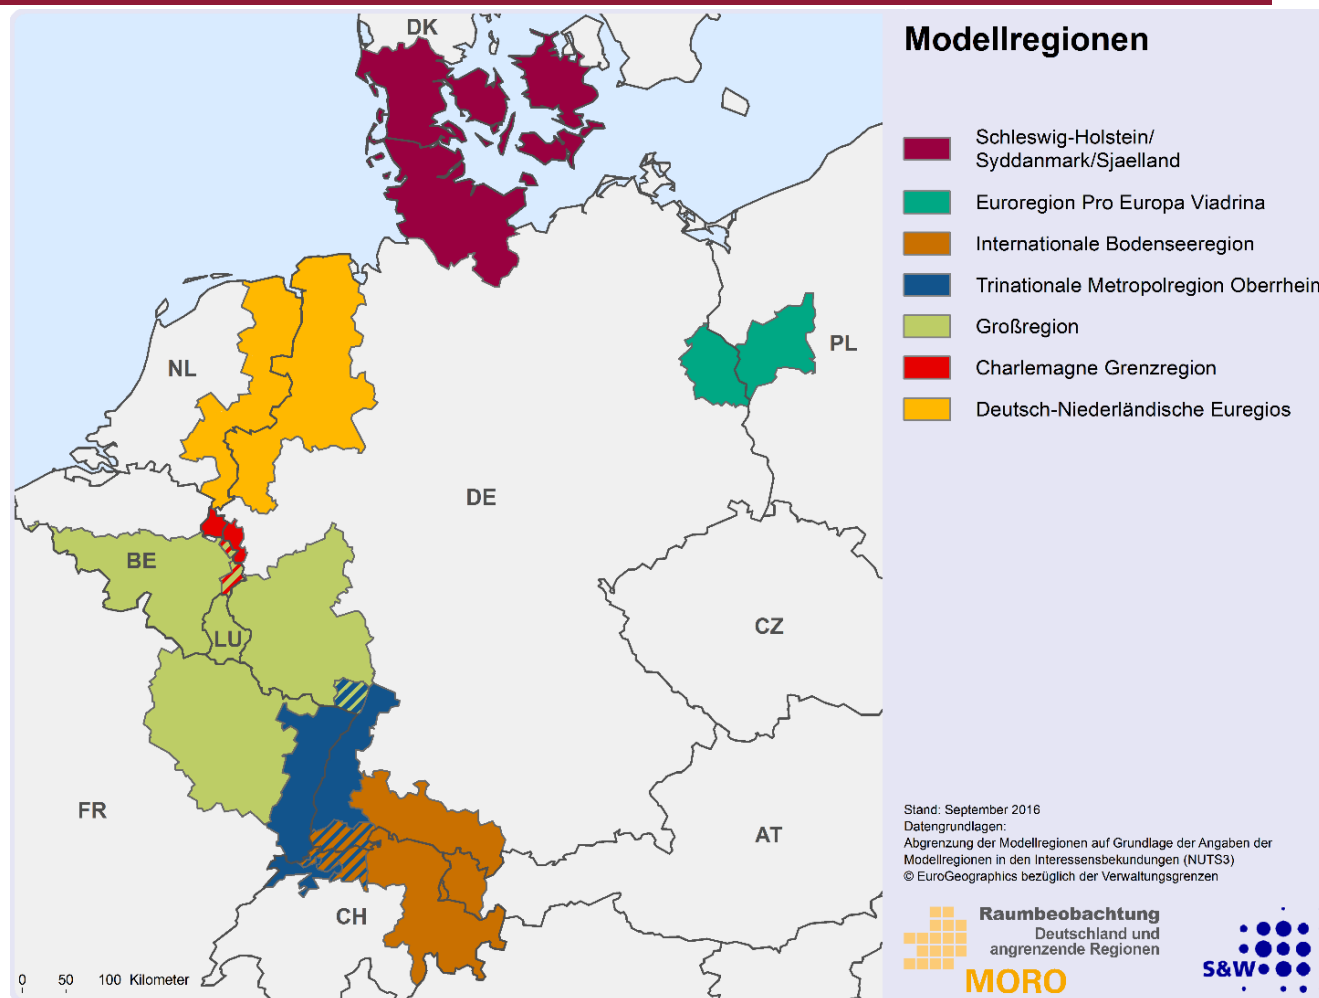 Modellregionen
Schleswig-Holstein/
Syddanmark/Sjaelland
Euroregion Pro Europa Viadrina
Internationale Bodenseeregion
Trinationale Metropolregion Oberrhein
Großregion
Charlemagne Grenzregion
Deutsch-Niederländische Euregios
DK
NL
PL
DE
BE
LU
CZ
FR
AT
CH
0 50 100 Kilometer
Stand: September 2016
Datengrundlagen:
Abgrenzung der Modellregionen auf Grundlage der Angaben der
Modellregionen in den Interessensbekundungen (NUTS3)
© EuroGeographics bezüglich der Verwaltungsgrenzen
Raumbeobachtung
Deutschland und
angrenzende Regionen
MORO
S&W